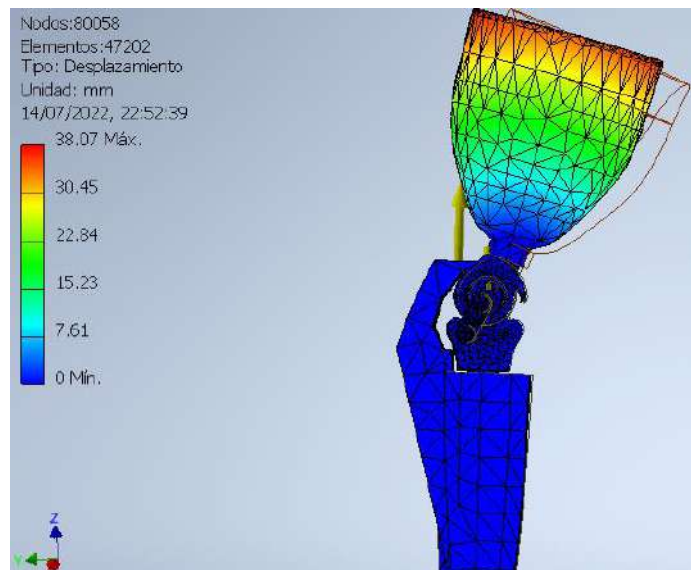 Nodos:80058
Elementos:47202
Tipo: Desplazamiento
Unidad: mm
14/07/2022, 22:52:39
38.07 Máx.
30.45
22.84
15.23
7.61
0 Mín.
Z
Y